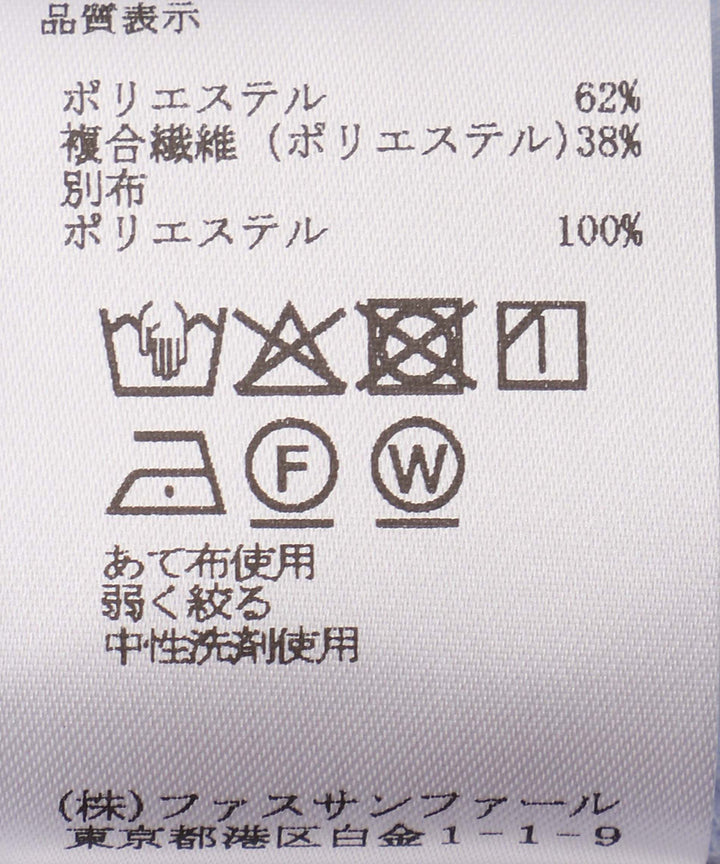 品質表示
ポリエステル 62%
複合繊維(ポリエステル)38%
別布
ポリエステル 100%
F W
あて布使用
弱く絞る
中性洗剤使用
(株)ファスサンファール
東京都港区白金1-1-9